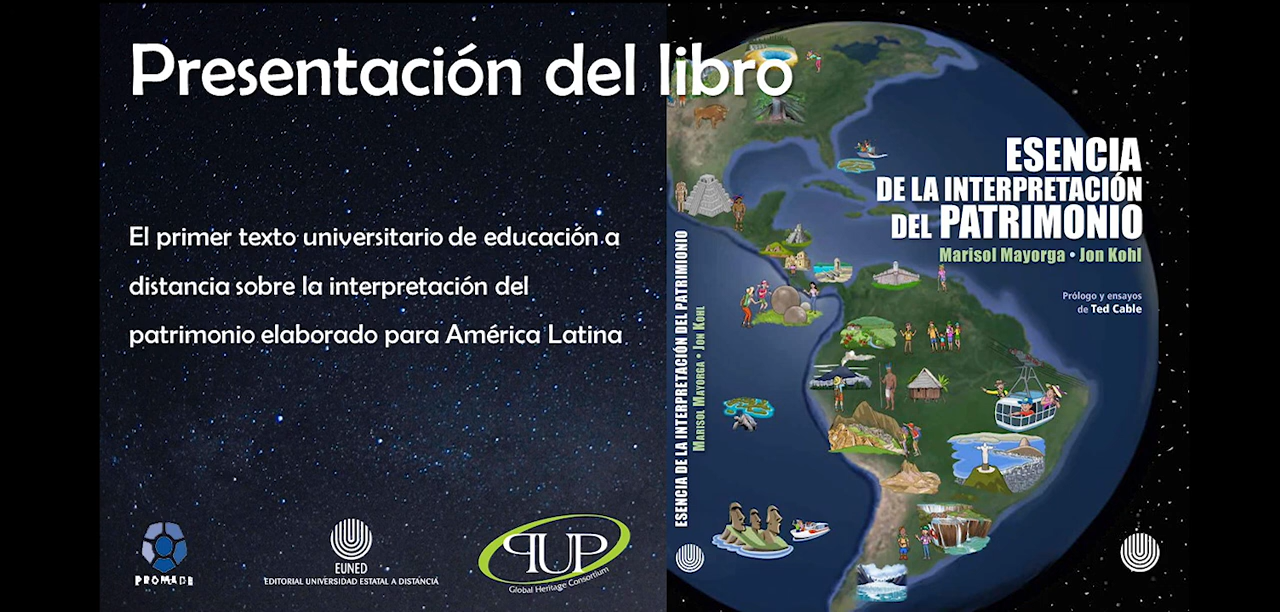 Presentación del libro
El primer texto universitario de educación a
distancia sobre la interpretación del
patrimonio elaborado para América Latina
EUNED
EDITORIAL UNIVERSIDAD ESTATAL A DISTANCIA
PUP
Global Heritage Consortium
ESENCIA DE LA INTERPRETACIÓN DEL PATRIMIONIO
MARISOL MAYORGA • JON KOHL
ESENCIA
DE LA INTERPRETACIÓN
DEL PATRIMONIO
Marisol Mayorga • Jon Kohl
Prólogo y ensayos
de Ted Cable